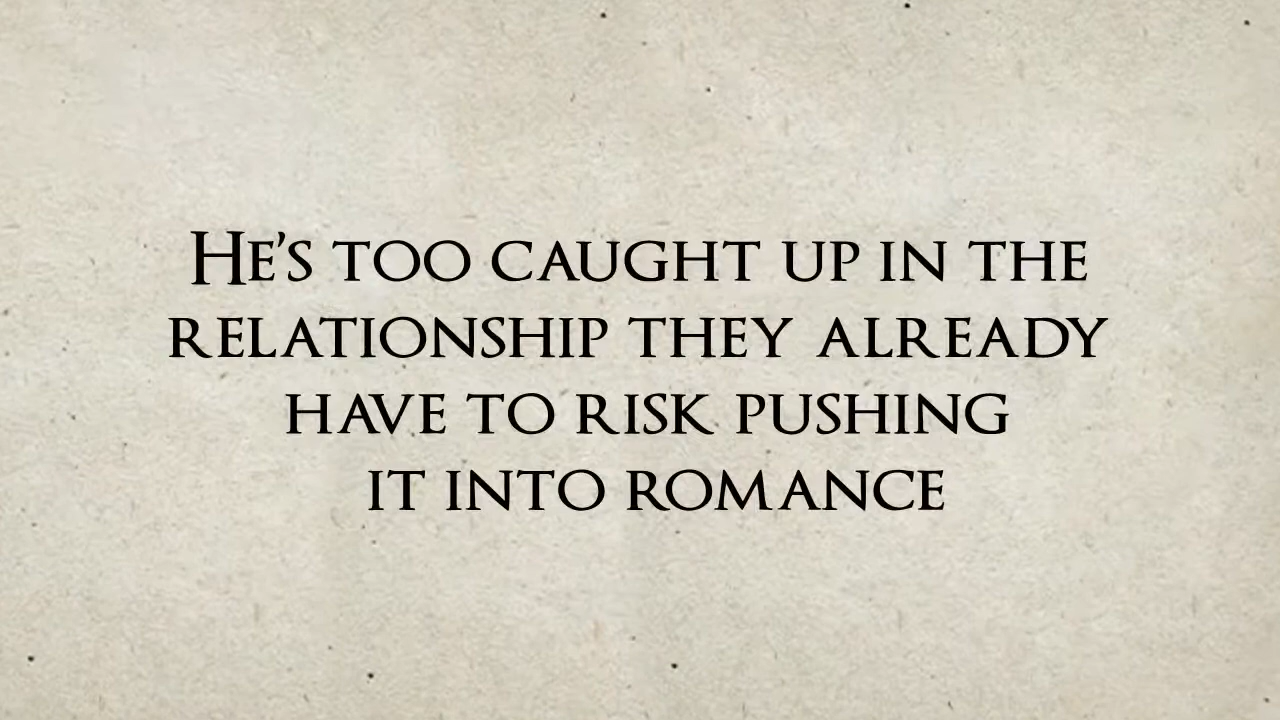 He's too caught up in the
relationship they already
have to risk pushing
it into romance